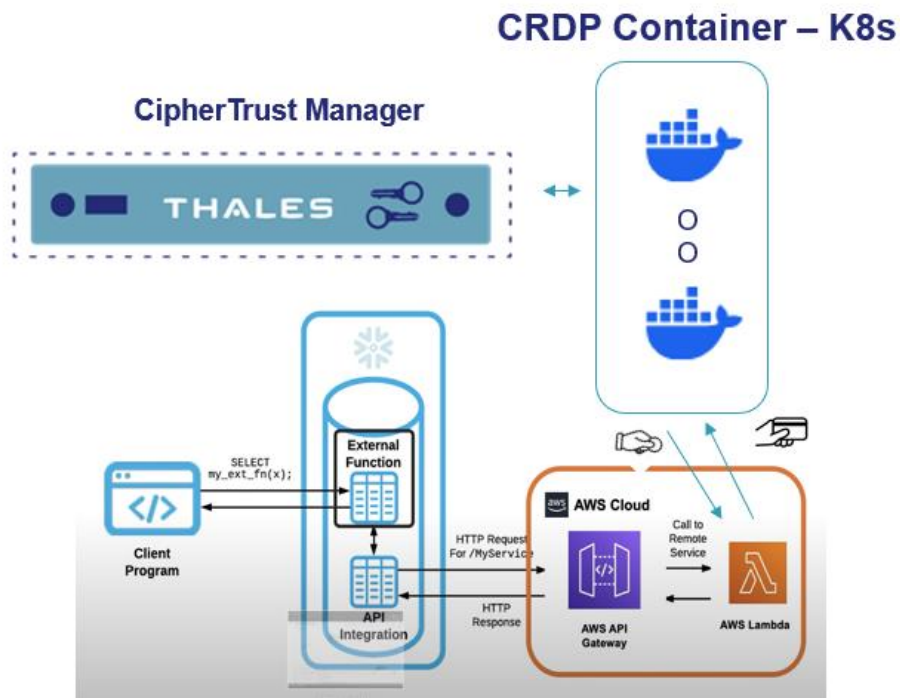 CRDP Container – K8s
CipherTrust Manager
THALES
O
O
External
Function
SELECT
my_ext_fn(x);
Client
Program
API
Integration
HTTP Request
For /MyService
HTTP
Response
aws
AWS Cloud
Call to
Remote
Service
AWS API
Gateway
AWS Lambda